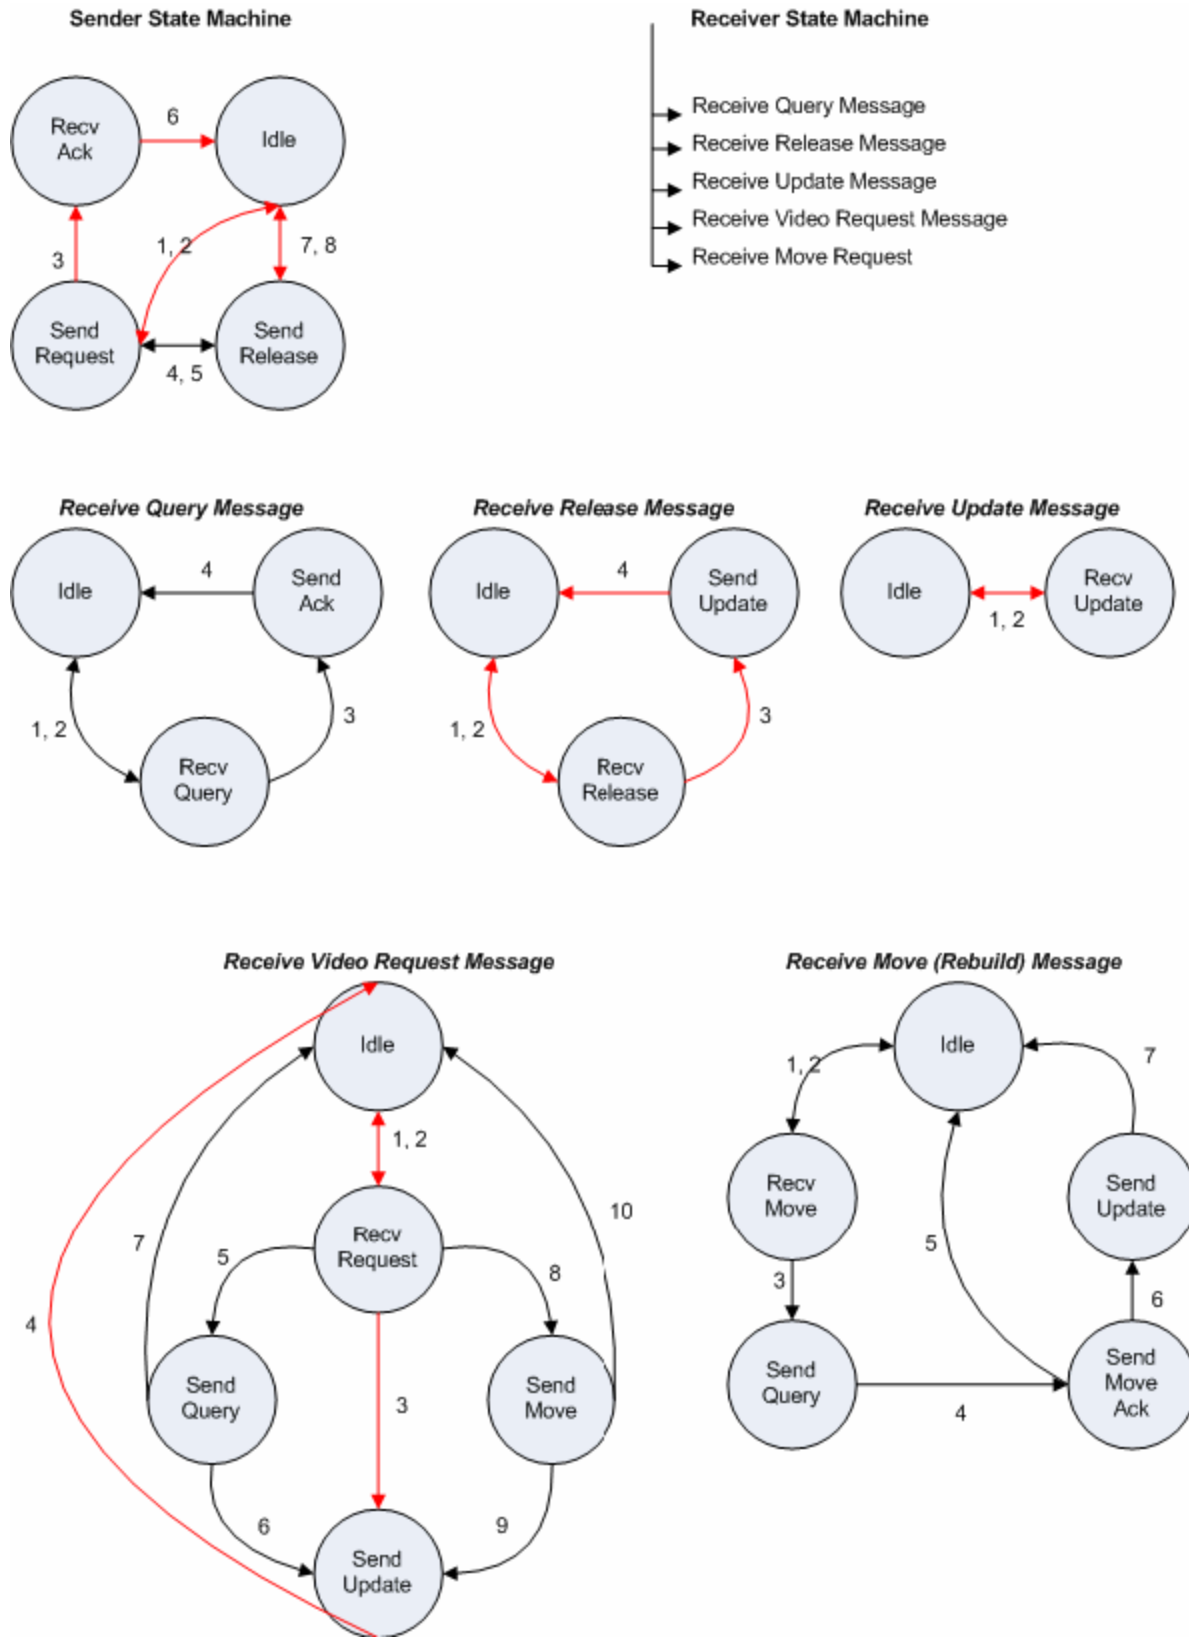 Sender State Machine
Receiver State Machine
Receive Query Message
Receive Release Message
Receive Update Message
Receive Video Request Message
Receive Move Request
Recv
Ack
6
Idle
3
1, 2
7, 8
Send
Request
4, 5
Send
Release
Receive Query Message
Idle
4
Send
Ack
1, 2
3
Recv
Query
Receive Release Message
Idle
4
Send
Update
1, 2
3
Recv
Release
Receive Update Message
Idle
1, 2
Recv
Update
Receive Video Request Message
Idle
1, 2
Recv
Request
7
5
8
10
4
Send
Query
3
Send
Move
6
9
Send
Update
Receive Move (Rebuild) Message
Idle
1, 2
7
Recv
Move
Send
Update
5
3
6
Send
Query
4
Send
Move
Ack